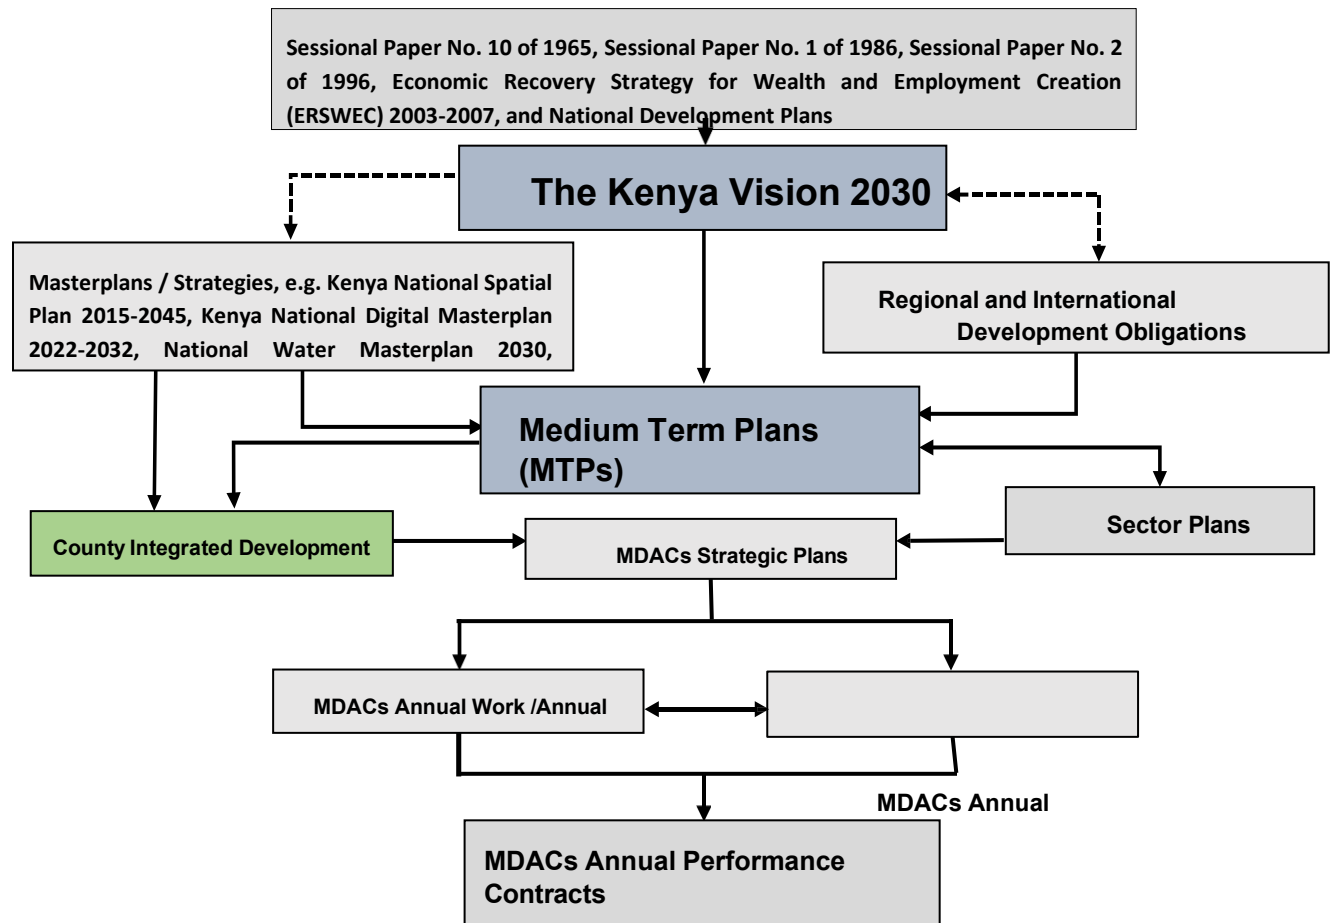 Sessional Paper No. 10 of 1965, Sessional Paper No. 1 of 1986, Sessional Paper No. 2
of 1996, Economic Recovery Strategy for Wealth and Employment Creation
(ERSWEC) 2003-2007, and National Development Plans
The Kenya Vision 2030
Masterplans / Strategies, e.g. Kenya National Spatial
Plan 2015-2045, Kenya National Digital Masterplan
2022-2032, National Water Masterplan 2030,
Regional and International
Development Obligations
Medium Term Plans
(MTPs)
Sector Plans
County Integrated Development
MDACs Strategic Plans
MDACs Annual Work /Annual
MDACs Annual
MDACs Annual Performance
Contracts